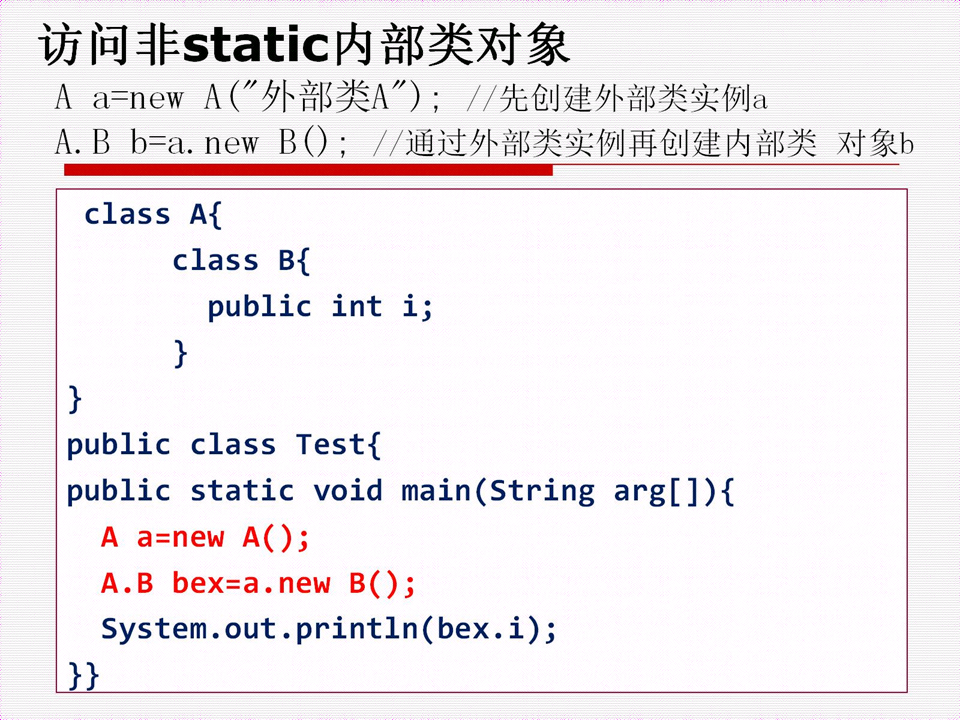 访问非static内部类对象
A a=new A("外部类A"); //先创建外部类实例a
A.B b=a.new B(); //通过外部类实例再创建内部类 对象b
class A{
class B{
public int i;
}
}
public class Test{
public static void main(String arg[]){
A a=new A();
A.B bex=a.new B();
System.out.println(bex.i);
}}